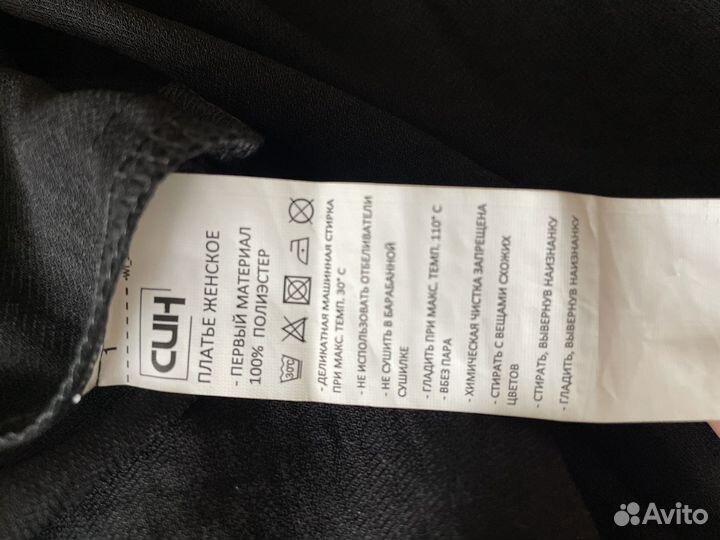 СИН
ПЛАТЬЕ ЖЕНСКОЕ
- ПЕРВЫЙ МАТЕРИАЛ
100% ПОЛИЭСТЕР
30°C
- ДЕЛИКАТНАЯ МАШИННАЯ СТИРКА
ПРИ МАКС. ТЕМП. 30° C
- НЕ ИСПОЛЬЗОВАТЬ ОТБЕЛИВАТЕЛИ
- НЕ СУШИТЬ В БАРАБАННОЙ
СУШИЛКЕ
- ГЛАДИТЬ ПРИ МАКС. ТЕМП. 110° C
- ВБЕЗ ПАРА
- ХИМИЧЕСКАЯ ЧИСТКА ЗАПРЕЩЕНА
- СТИРАТЬ С ВЕЩАМИ СХОЖИХ
ЦВЕТОВ
- СТИРАТЬ, ВЫВЕРНУВ НАИЗНАНКУ
- ГЛАДИТЬ, ВЫВЕРНУВ НАИЗНАНКУ
Avito